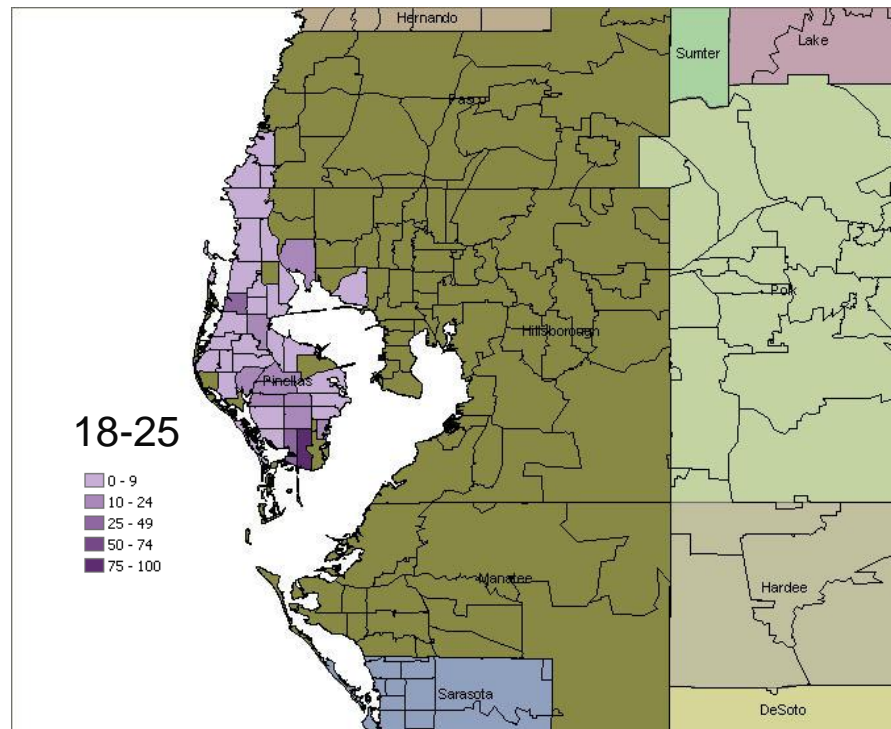 Hernando
Lake
Sumter
Pasco
Polk
Hillsborough
Pinellas
18-25
0 - 9
10 - 24
25 - 49
50 - 74
75 - 100
Manatee
Hardee
Sarasota
DeSoto